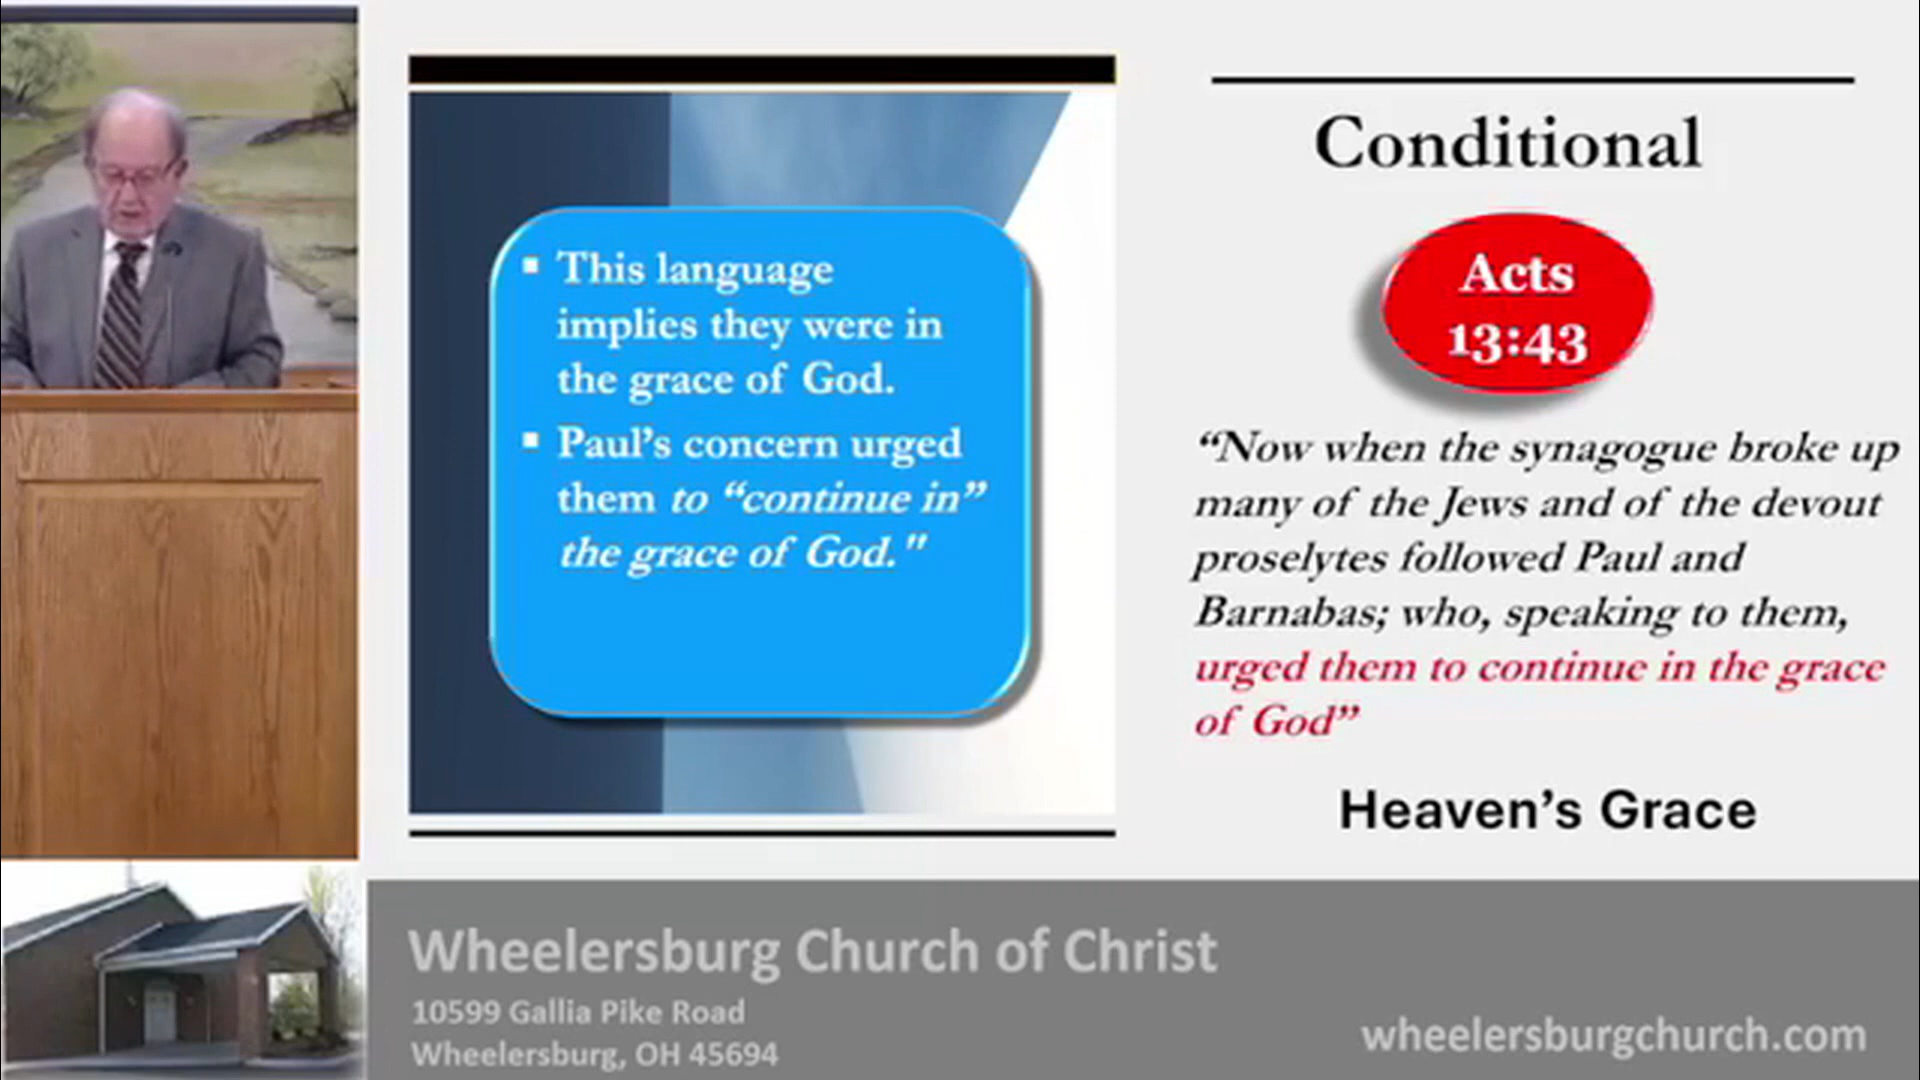 ▪ This language
implies they were in
the grace of God.
▪ Paul’s concern urged
them to “continue in”
the grace of God."
Conditional
Acts
13:43
“Now when the synagogue broke up
many of the Jews and of the devout
proselytes followed Paul and
Barnabas; who, speaking to them,
urged them to continue in the grace
of God”
Heaven’s Grace
Wheelersburg Church of Christ
10599 Gallia Pike Road
Wheelersburg, OH 45694
wheelersburgchurch.com